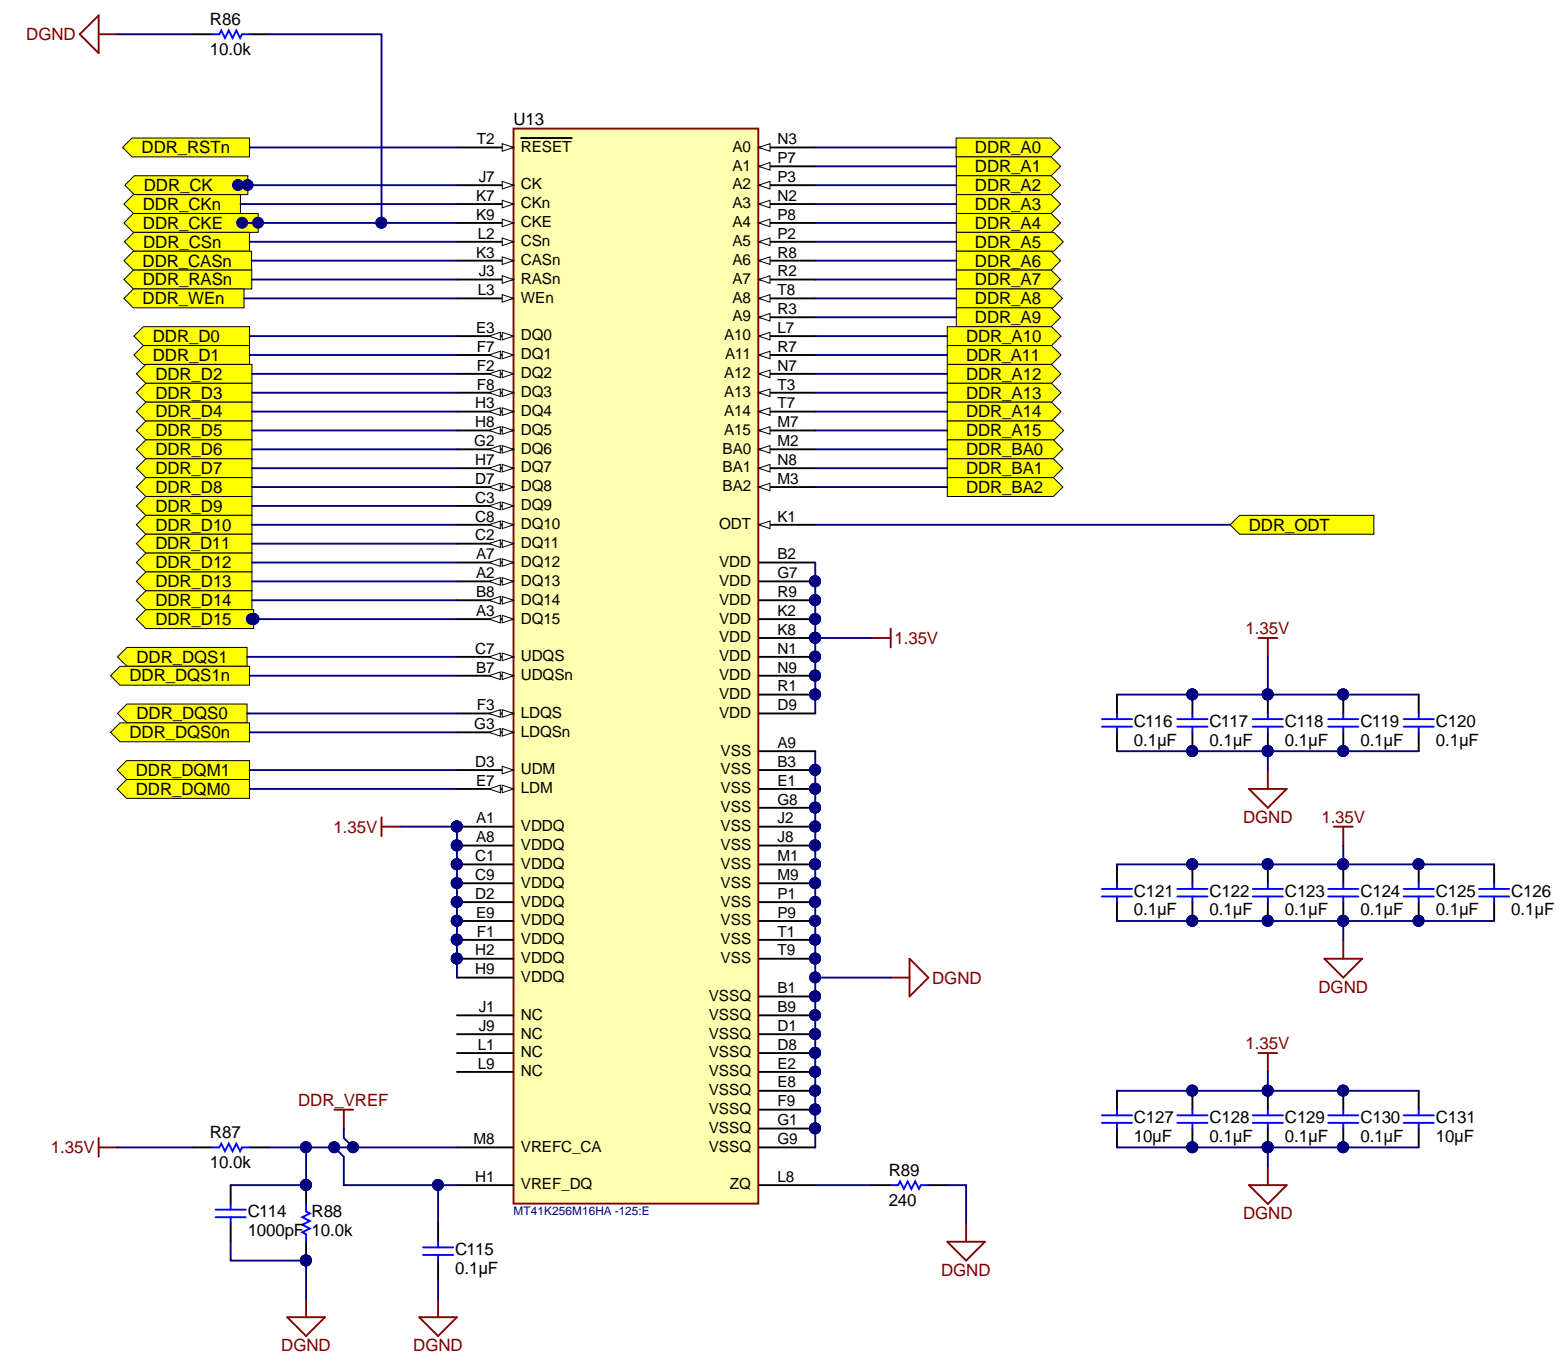 DGND
R86
10.0k
U13
DDR_RSTn T2 RESET A0 N3 DDR_A0
A1 P7 DDR_A1
DDR_CK J7 CK A2 P3 DDR_A2
DDR_CKn K7 CKn A3 N2 DDR_A3
DDR_CKE K9 CKE A4 P8 DDR_A4
DDR_CSn L2 CSn A5 P2 DDR_A5
DDR_CASn K3 CASn A6 R8 DDR_A6
DDR_RASn J3 RASn A7 R2 DDR_A7
DDR_WEn L3 WEn A8 T8 DDR_A8
A9 R3 DDR_A9
DDR_D0 E3 DQ0 A10 L7 DDR_A10
DDR_D1 F7 DQ1 A11 R7 DDR_A11
DDR_D2 F2 DQ2 A12 N7 DDR_A12
DDR_D3 F8 DQ3 A13 T3 DDR_A13
DDR_D4 H3 DQ4 A14 T7 DDR_A14
DDR_D5 H8 DQ5 A15 M7 DDR_A15
DDR_D6 G2 DQ6 BA0 M2 DDR_BA0
DDR_D7 H7 DQ7 BA1 N8 DDR_BA1
DDR_D8 D7 DQ8 BA2 M3 DDR_BA2
DDR_D9 C3 DQ9
DDR_D10 C8 DQ10 ODT K1 DDR_ODT
DDR_D11 C2 DQ11
DDR_D12 A7 DQ12 VDD B2
DDR_D13 A2 DQ13 VDD G7
DDR_D14 B8 DQ14 VDD R9
DDR_D15 A3 DQ15 VDD K2
VDD K8 1.35V
DDR_DQS1 C7 UDQS VDD N1
DDR_DQS1n B7 UDQSn VDD N9
VDD R1
DDR_DQS0 F3 LDQS VDD D9
DDR_DQS0n G3 LDQSn
VSS A9
DDR_DQM1 D3 UDM VSS B3
DDR_DQM0 E7 LDM VSS E1
VSS G8
1.35V A1 VDDQ VSS J2
A8 VDDQ VSS J8
C1 VDDQ VSS M1
C9 VDDQ VSS M9
D2 VDDQ VSS P1
E9 VDDQ VSS P9
F1 VDDQ VSS T1
H2 VDDQ VSS T9
H9 VDDQ DGND
VSSQ B1
J1 NC VSSQ B9
J9 NC VSSQ D1
L1 NC VSSQ D8
L9 NC VSSQ E2
VSSQ E8
DDR_VREF VSSQ F9
VSSQ G1
1.35V R87 M8 VREFC_CA VSSQ G9
10.0k
H1 VREF_DQ ZQ L8 R89
240
MT41K256M16HA -125:E
C114 R88
1000pF 10.0k
C115
0.1µF
DGND
DGND
DGND
1.35V
C116 C117 C118 C119 C120
0.1µF 0.1µF 0.1µF 0.1µF 0.1µF
DGND
1.35V
C121 C122 C123 C124 C125 C126
0.1µF 0.1µF 0.1µF 0.1µF 0.1µF 0.1µF
DGND
1.35V
C127 C128 C129 C130 C131
10µF 0.1µF 0.1µF 0.1µF 10µF
DGND